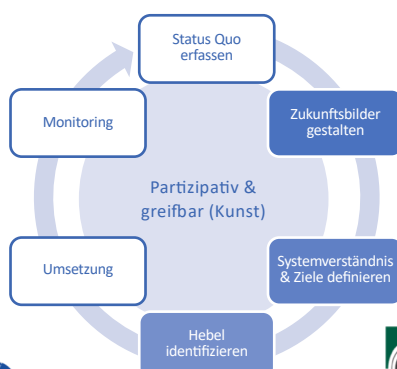 Status Quo
erfassen
Zukunftsbilder
gestalten
Systemverständnis
& Ziele definieren
Hebel
identifizieren
Umsetzung
Monitoring
Partizipativ &
greifbar (Kunst)